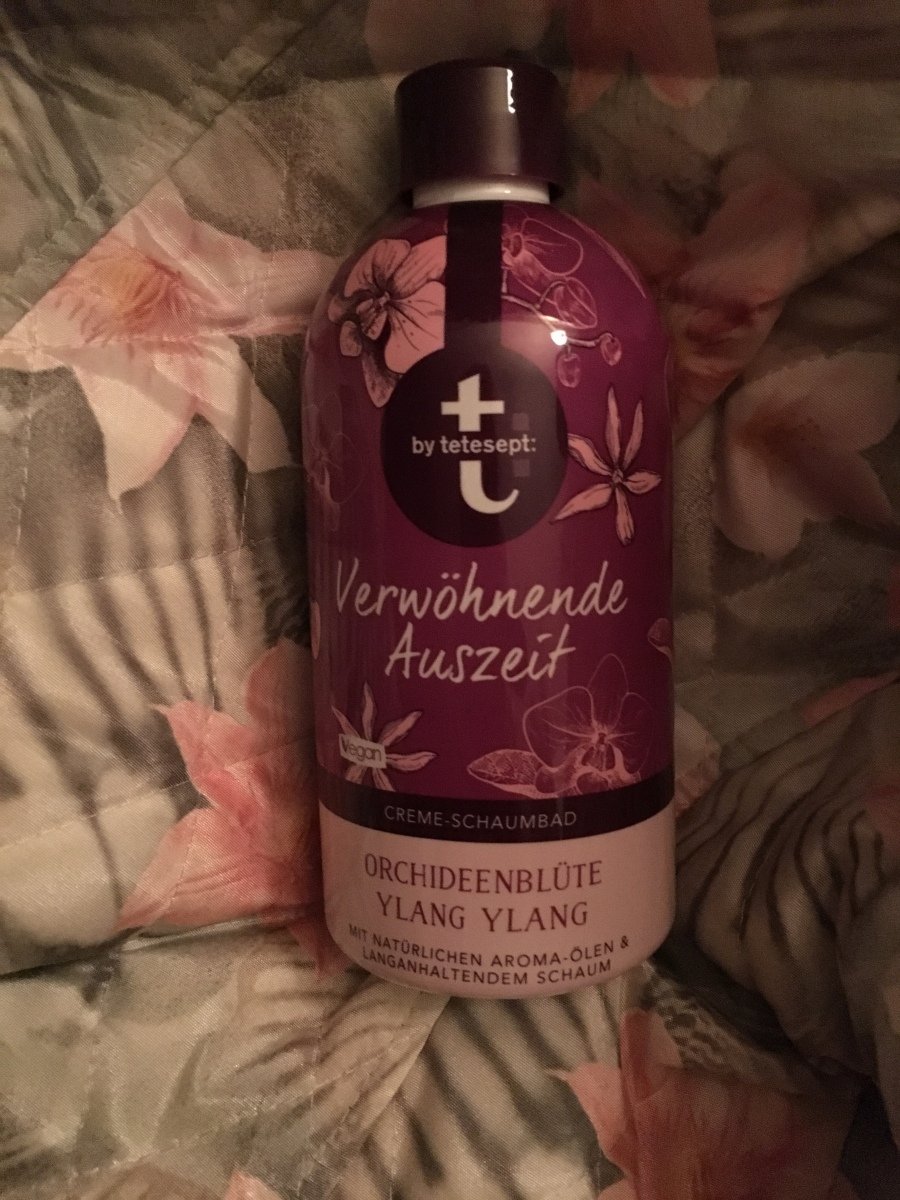 t
by tetesept:
Verwöhnende
Auszeit
Vegan
CREME-SCHAUMBAD
ORCHIDEENBLÜTE
YLANG YLANG
MIT NATÜRLICHEN AROMA-ÖLEN &
LANGANHALTENDEM SCHAUM